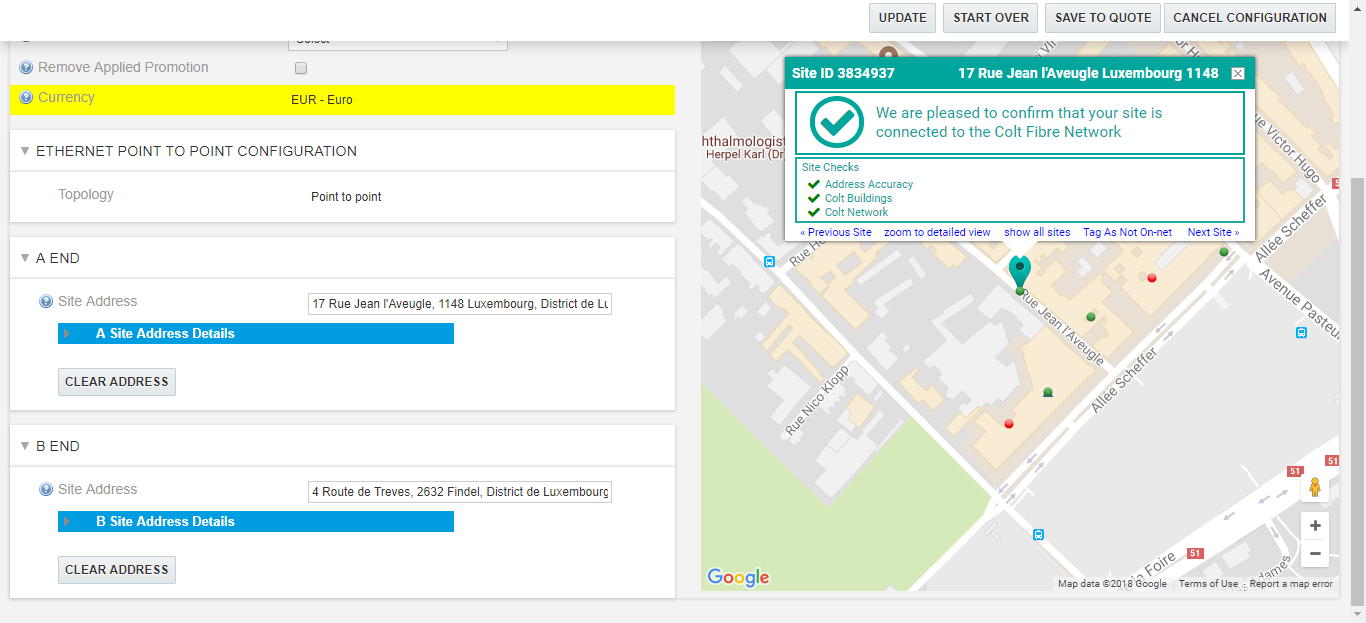 UPDATE
START OVER
SAVE TO QUOTE
CANCEL CONFIGURATION
Remove Applied Promotion
Currency
EUR - Euro
ETHERNET POINT TO POINT CONFIGURATION
Topology
Point to point
A END
Site Address
17 Rue Jean l'Aveugle, 1148 Luxembourg, District de Lu
A Site Address Details
CLEAR ADDRESS
B END
Site Address
4 Route de Treves, 2632 Findel, District de Luxembourg
B Site Address Details
CLEAR ADDRESS
Site ID 3834937
17 Rue Jean l'Aveugle Luxembourg 1148
We are pleased to confirm that your site is
connected to the Colt Fibre Network
Site Checks
Address Accuracy
Colt Buildings
Colt Network
« Previous Site
zoom to detailed view
show all sites
Tag As Not On-net
Next Site »
hthalmologist
Herpel Karl (Dr
Rue Victor Hugo
Allée Scheffer
Avenue Pasteu
Rue Jean l'Aveugle
Allée Scheffer
Rue Nico Klopp
51
51
51
Foire
Google
Map data ©2018 Google
Terms of Use
Report a map error